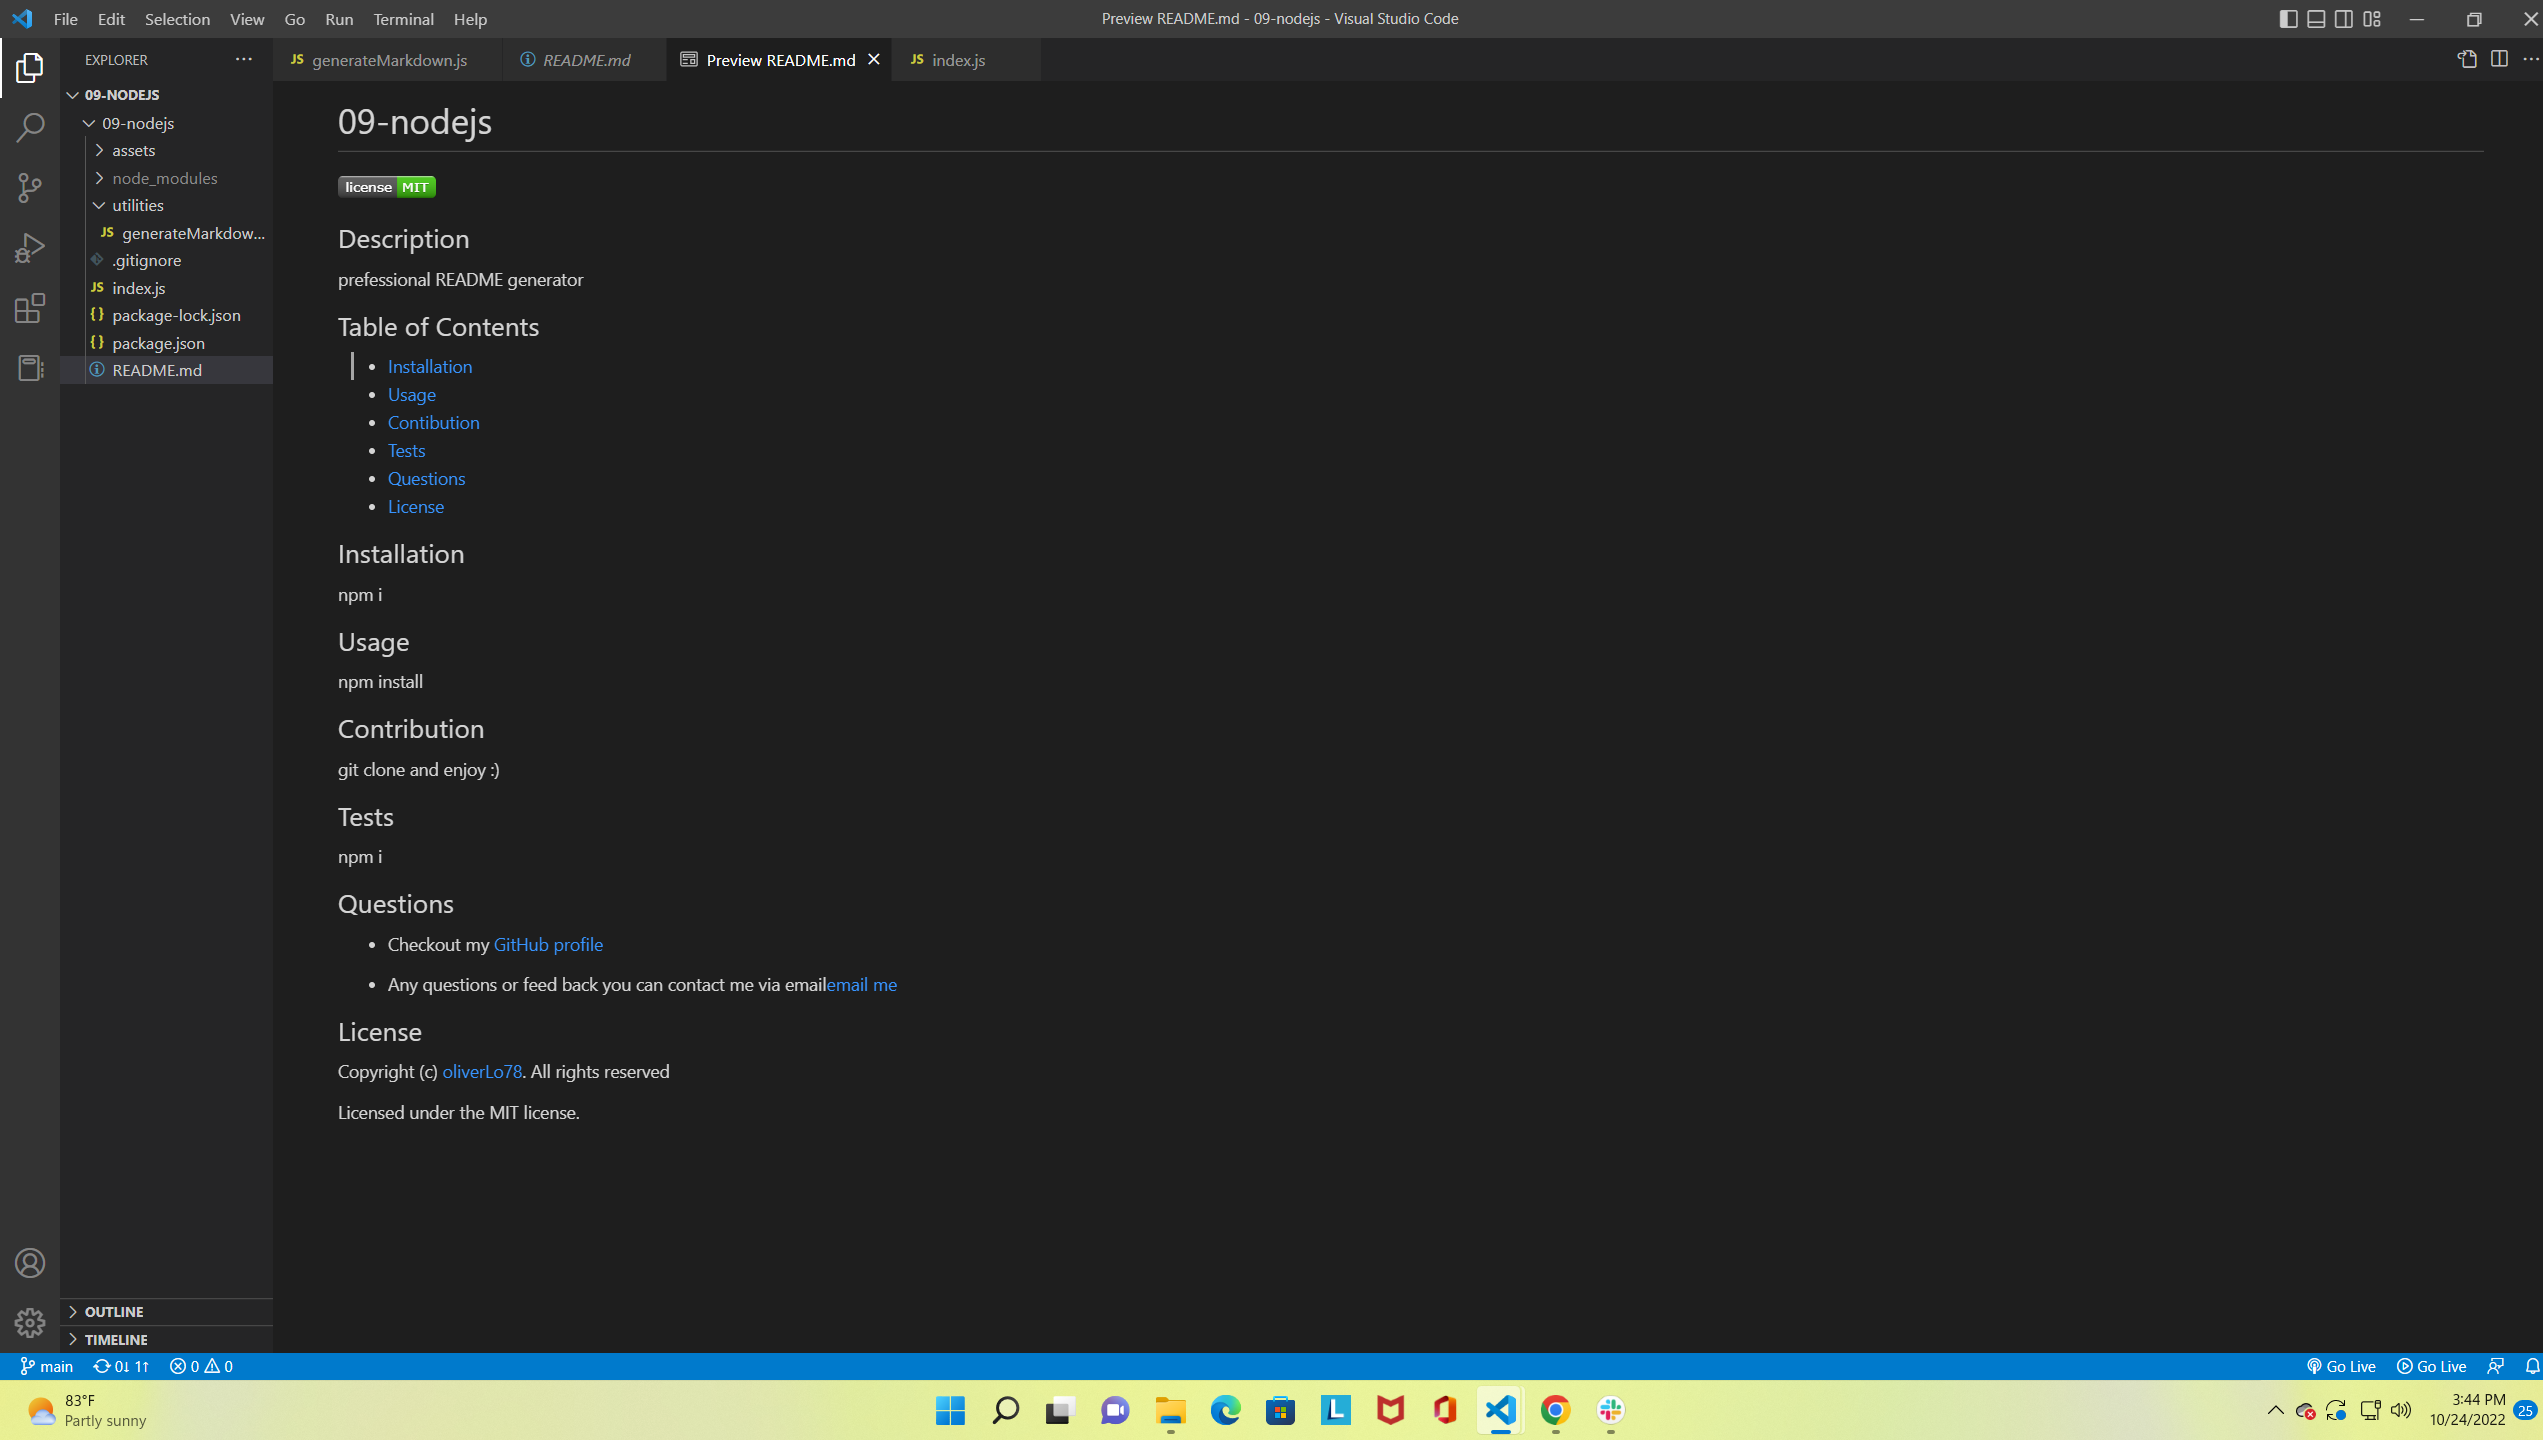 File Edit Selection View Go Run Terminal Help
Preview README.md - 09-nodejs - Visual Studio Code
EXPLORER
JS generateMarkdown.js
README.md
Preview README.md
JS index.js
09-NODEJS
09-nodejs
assets
node_modules
utilities
JS generateMarkdow...
.gitignore
JS index.js
{} package-lock.json
{} package.json
README.md
OUTLINE
TIMELINE
09-nodejs
license MIT
Description
prefessional README generator
Table of Contents
• Installation
• Usage
• Contibution
• Tests
• Questions
• License
Installation
npm i
Usage
npm install
Contribution
git clone and enjoy :)
Tests
npm i
Questions
• Checkout my GitHub profile
• Any questions or feed back you can contact me via emailemail me
License
Copyright (c) oliverLo78. All rights reserved
Licensed under the MIT license.
main 0↓ 1↑ 0 0
Go Live Go Live
83°F
Partly sunny
L
3:44 PM
10/24/2022
25